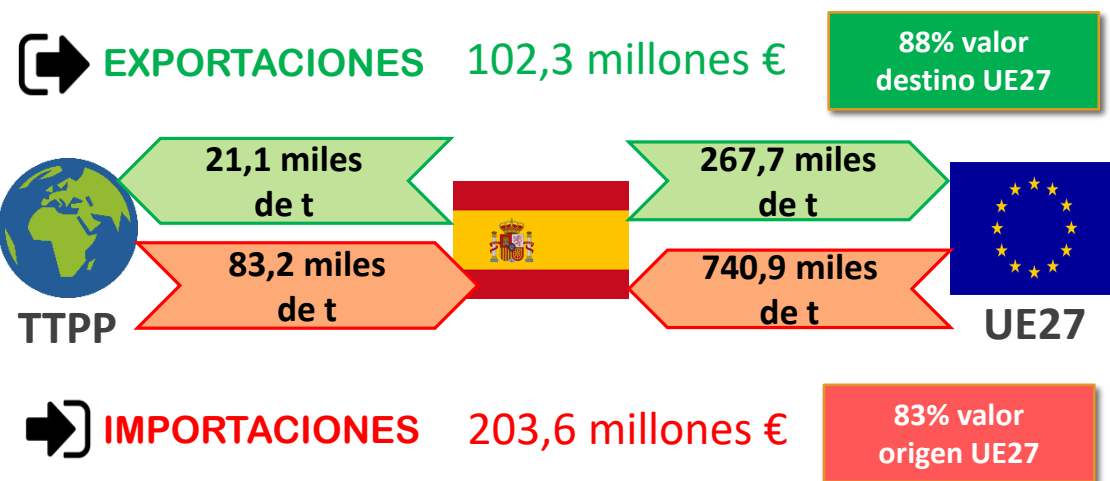 EXPORTACIONES 102,3 millones €
88% valor
destino UE27
21,1 miles
de t
267,7 miles
de t
83,2 miles
de t
740,9 miles
de t
TTPP
UE27
IMPORTACIONES 203,6 millones €
83% valor
origen UE27